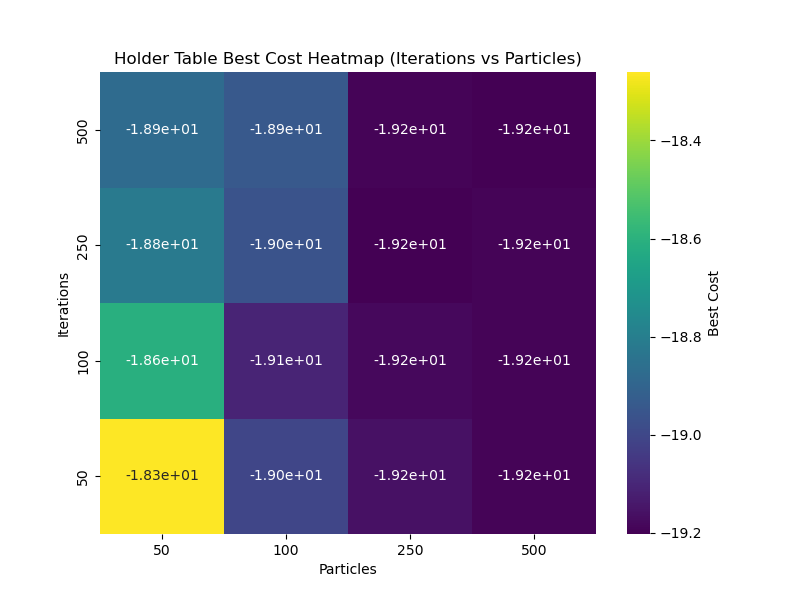 Holder Table Best Cost Heatmap (Iterations vs Particles)
500
-1.89e+01 -1.89e+01 -1.92e+01 -1.92e+01
250
-1.88e+01 -1.90e+01 -1.92e+01 -1.92e+01
100
-1.86e+01 -1.91e+01 -1.92e+01 -1.92e+01
50
-1.83e+01 -1.90e+01 -1.92e+01 -1.92e+01
Iterations
50 100 250 500
Particles
−18.4
−18.6
−18.8
−19.0
−19.2
Best Cost